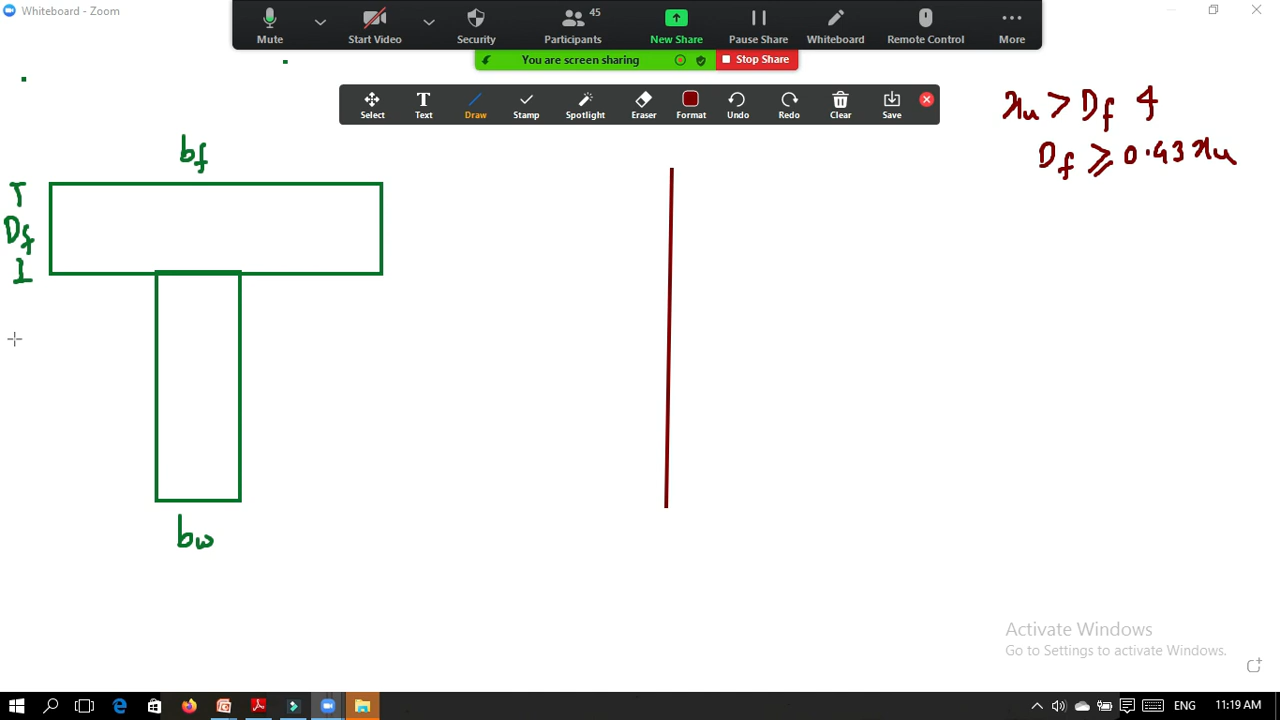 Whiteboard - Zoom
45
Mute
Start Video
Security
Participants
New Share
Pause Share
Whiteboard
Remote Control
More
You are screen sharing
Stop Share
Select
Text
Draw
Stamp
Spotlight
Eraser
Format
Undo
Redo
Clear
Save
xu > Df &
Df ⩾ 0.43 xu
bf
Df
bw
Activate Windows
Go to Settings to activate Windows.
ENG
11:19 AM